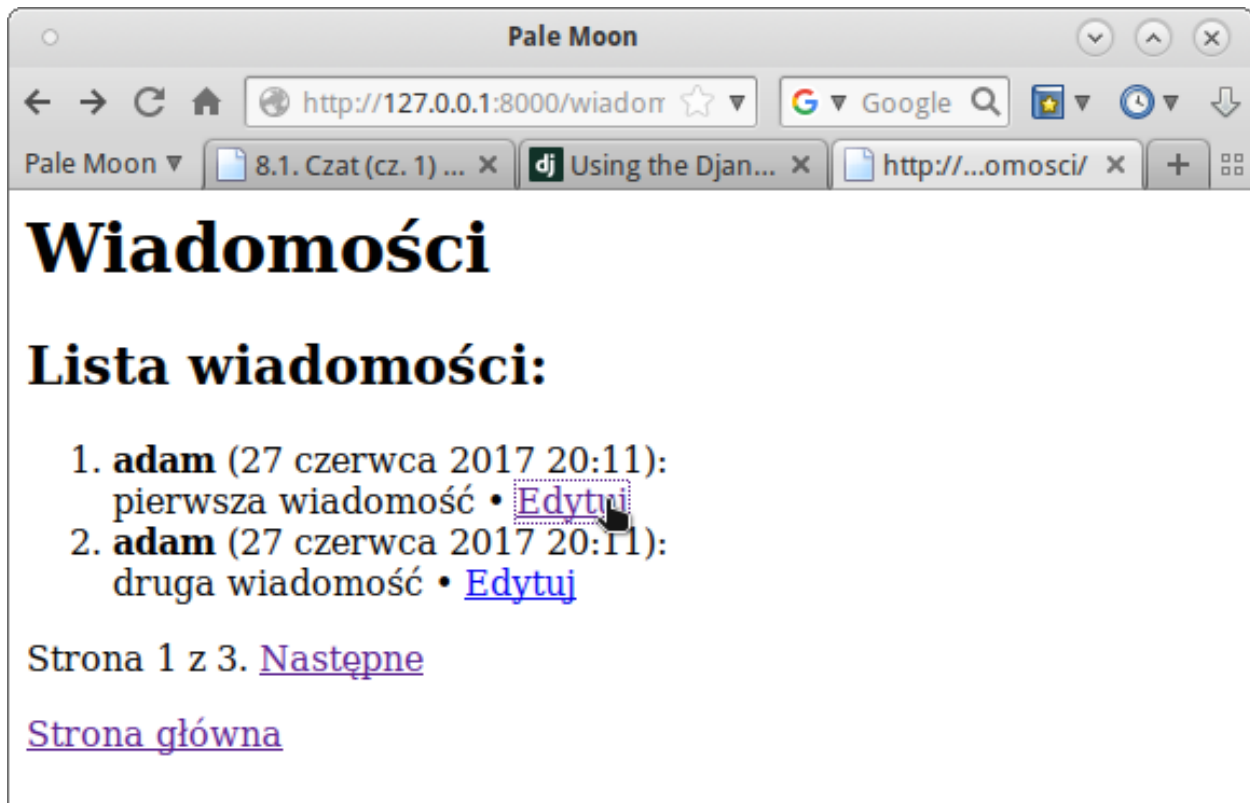 Pale Moon
http://127.0.0.1:8000/wiadon
Google
Pale Moon
8.1. Czat (cz. 1) ...
dj Using the Djan...
http://...omosci/
Wiadomości
Lista wiadomości:
1. adam (27 czerwca 2017 20:11):
pierwsza wiadomość • Edytuj
2. adam (27 czerwca 2017 20:11):
druga wiadomość • Edytuj
Strona 1 z 3. Następne
Strona główna